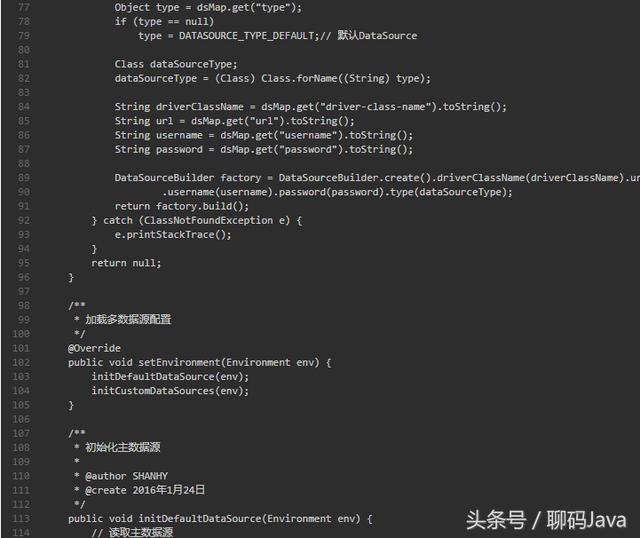 77 Object type = dsMap.get("type");
78 if (type == null)
79 type = DATASOURCE_TYPE_DEFAULT;// 默认DataSource
80
81 Class dataSourceType;
82 dataSourceType = (Class) Class.forName((String) type);
83
84 String driverClassName = dsMap.get("driver-class-name").toString();
85 String url = dsMap.get("url").toString();
86 String username = dsMap.get("username").toString();
87 String password = dsMap.get("password").toString();
88
89 DataSourceBuilder factory = DataSourceBuilder.create().driverClassName(driverClassName).ur
90 .username(username).password(password).type(dataSourceType);
91 return factory.build();
92 } catch (ClassNotFoundException e) {
93 e.printStackTrace();
94 }
95 return null;
96 }
97
98 /**
99 * 加载多数据源配置
100 */
101 @Override
102 public void setEnvironment(Environment env) {
103 initDefaultDataSource(env);
104 initCustomDataSources(env);
105 }
106
107 /**
108 * 初始化主数据源
109 *
110 * @author SHANHY
111 * @create 2016年1月24日
112 */
113 public void initDefaultDataSource(Environment env) {
114 // 读取主数据源
头条号 / 聊码Java